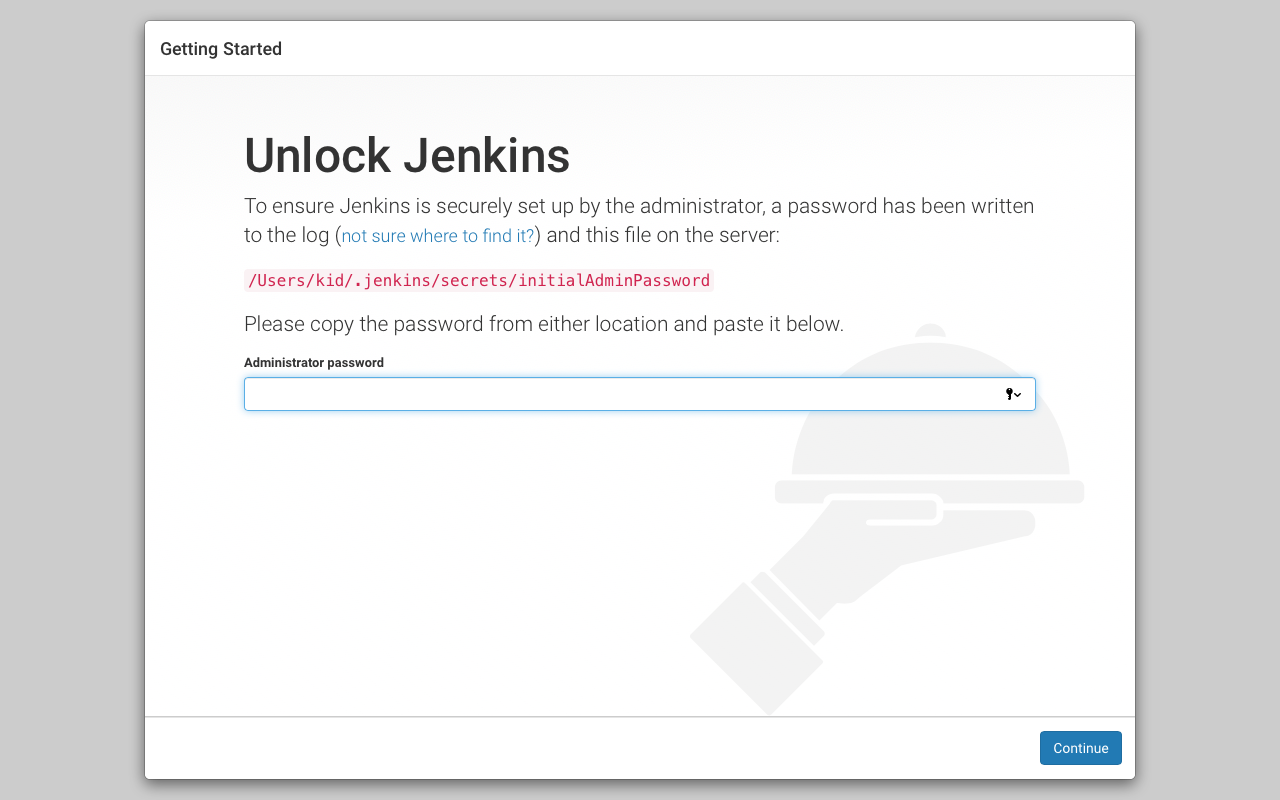 Getting Started
Unlock Jenkins
To ensure Jenkins is securely set up by the administrator, a password has been written
to the log (not sure where to find it?) and this file on the server:
/Users/kid/.jenkins/secrets/initialAdminPassword
Please copy the password from either location and paste it below.
Administrator password
Continue